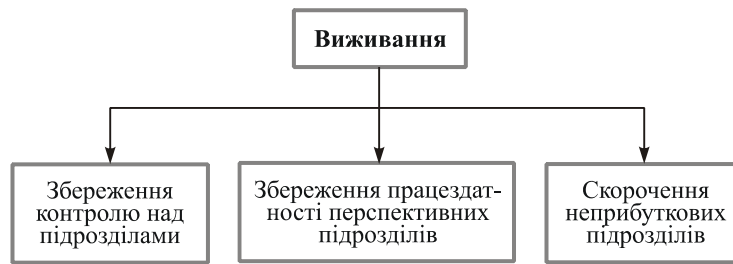 Виживання
Збереження
контролю над
підрозділами
Збереження працездат-
ності перспективних
підрозділів
Скорочення
неприбуткових
підрозділів